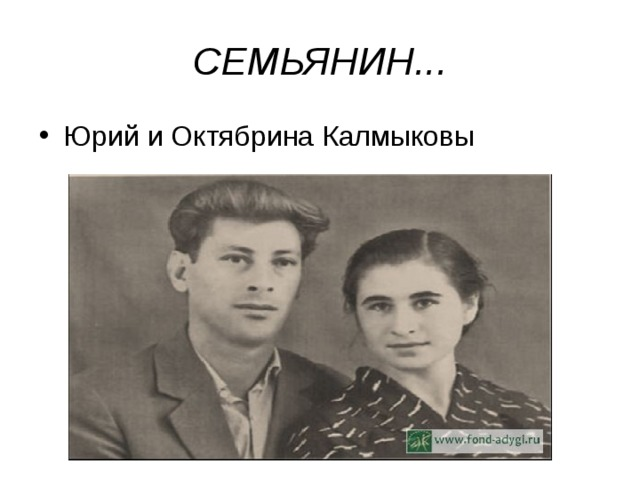 СЕМЬЯНИН...
• Юрий и Октябрина Калмыковы
www.fond-adygi.ru